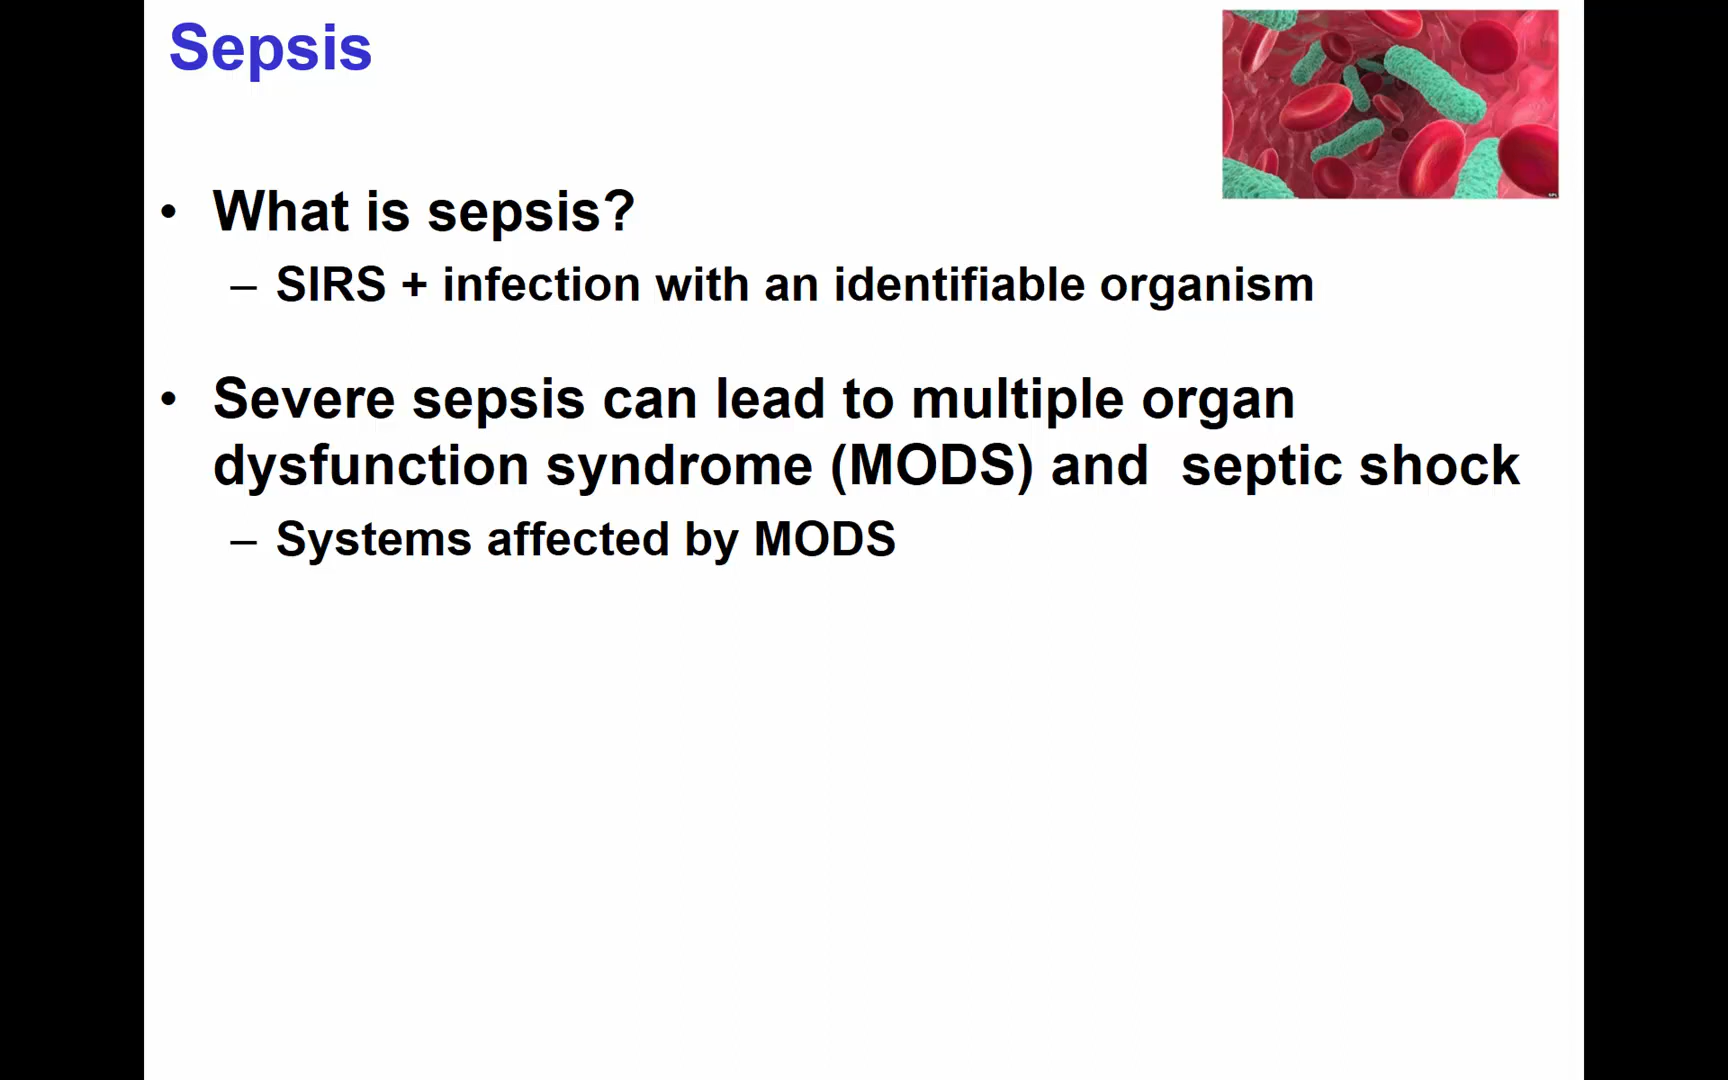 Sepsis
• What is sepsis?
– SIRS + infection with an identifiable organism
• Severe sepsis can lead to multiple organ
dysfunction syndrome (MODS) and  septic shock
– Systems affected by MODS